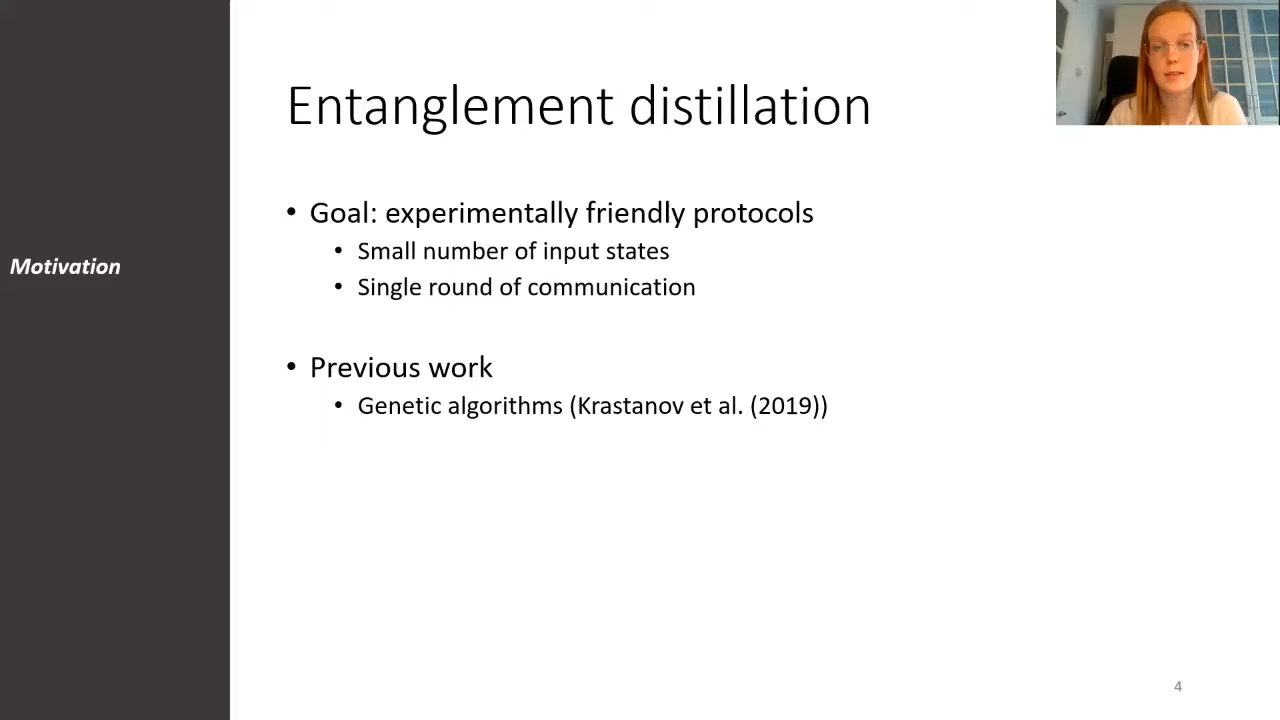 Entanglement distillation
• Goal: experimentally friendly protocols
• Small number of input states
• Single round of communication
Motivation
• Previous work
• Genetic algorithms (Krastanov et al. (2019))
4